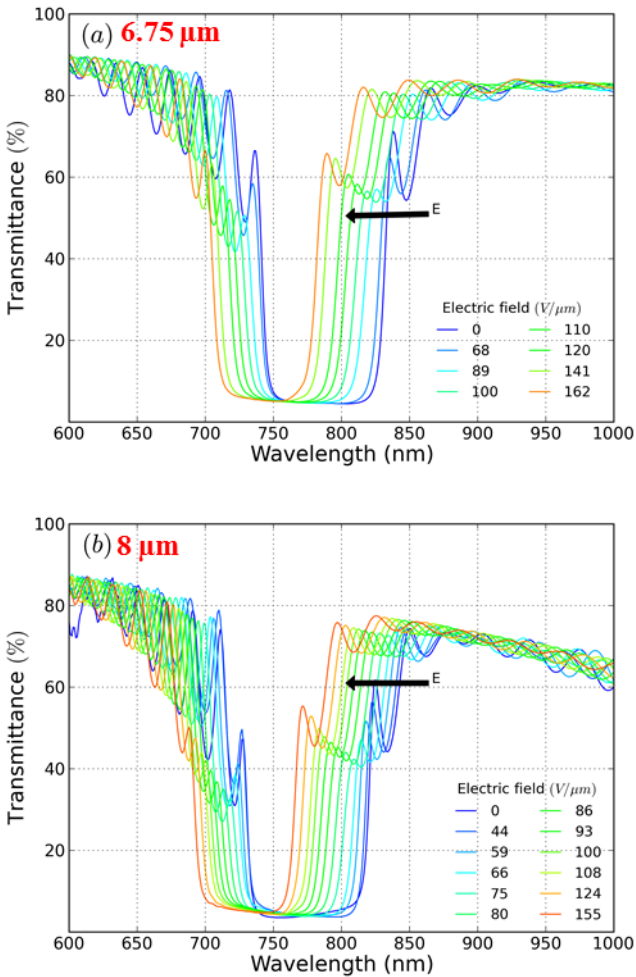 (a) 6.75 µm
100
80
60
40
20
Transmittance (%)
E
Electric field (V/µm)
0 110
68 120
89 141
100 162
600 650 700 750 800 850 900 950 1000
Wavelength (nm)
(b) 8 µm
100
80
60
40
20
Transmittance (%)
E
Electric field (V/µm)
0 86
44 93
59 100
66 108
75 124
80 155
600 650 700 750 800 850 900 950 1000
Wavelength (nm)